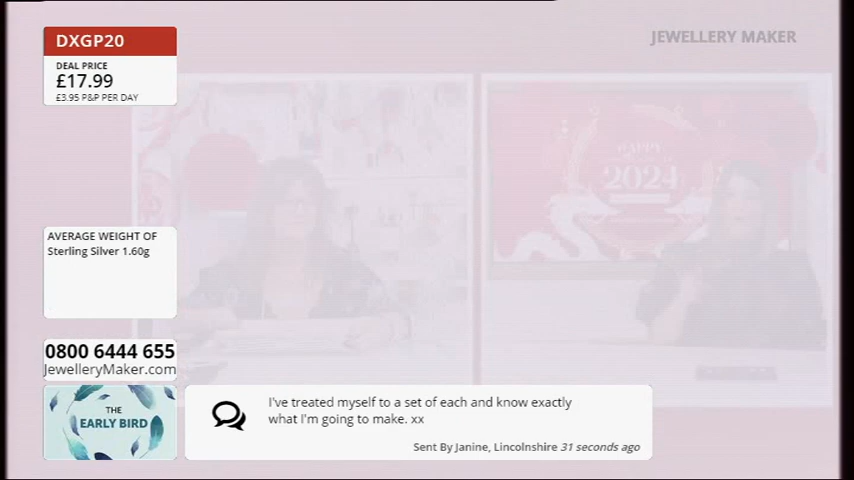 DXGP20
DEAL PRICE
£17.99
£3.95 P&P PER DAY
JEWELLERY MAKER
HAPPY
2024
AVERAGE WEIGHT OF
Sterling Silver 1.60g
0800 6444 655
JewelleryMaker.com
THE
EARLY BIRD
I've treated myself to a set of each and know exactly
what I'm going to make. xx
Sent By Janine, Lincolnshire 31 seconds ago